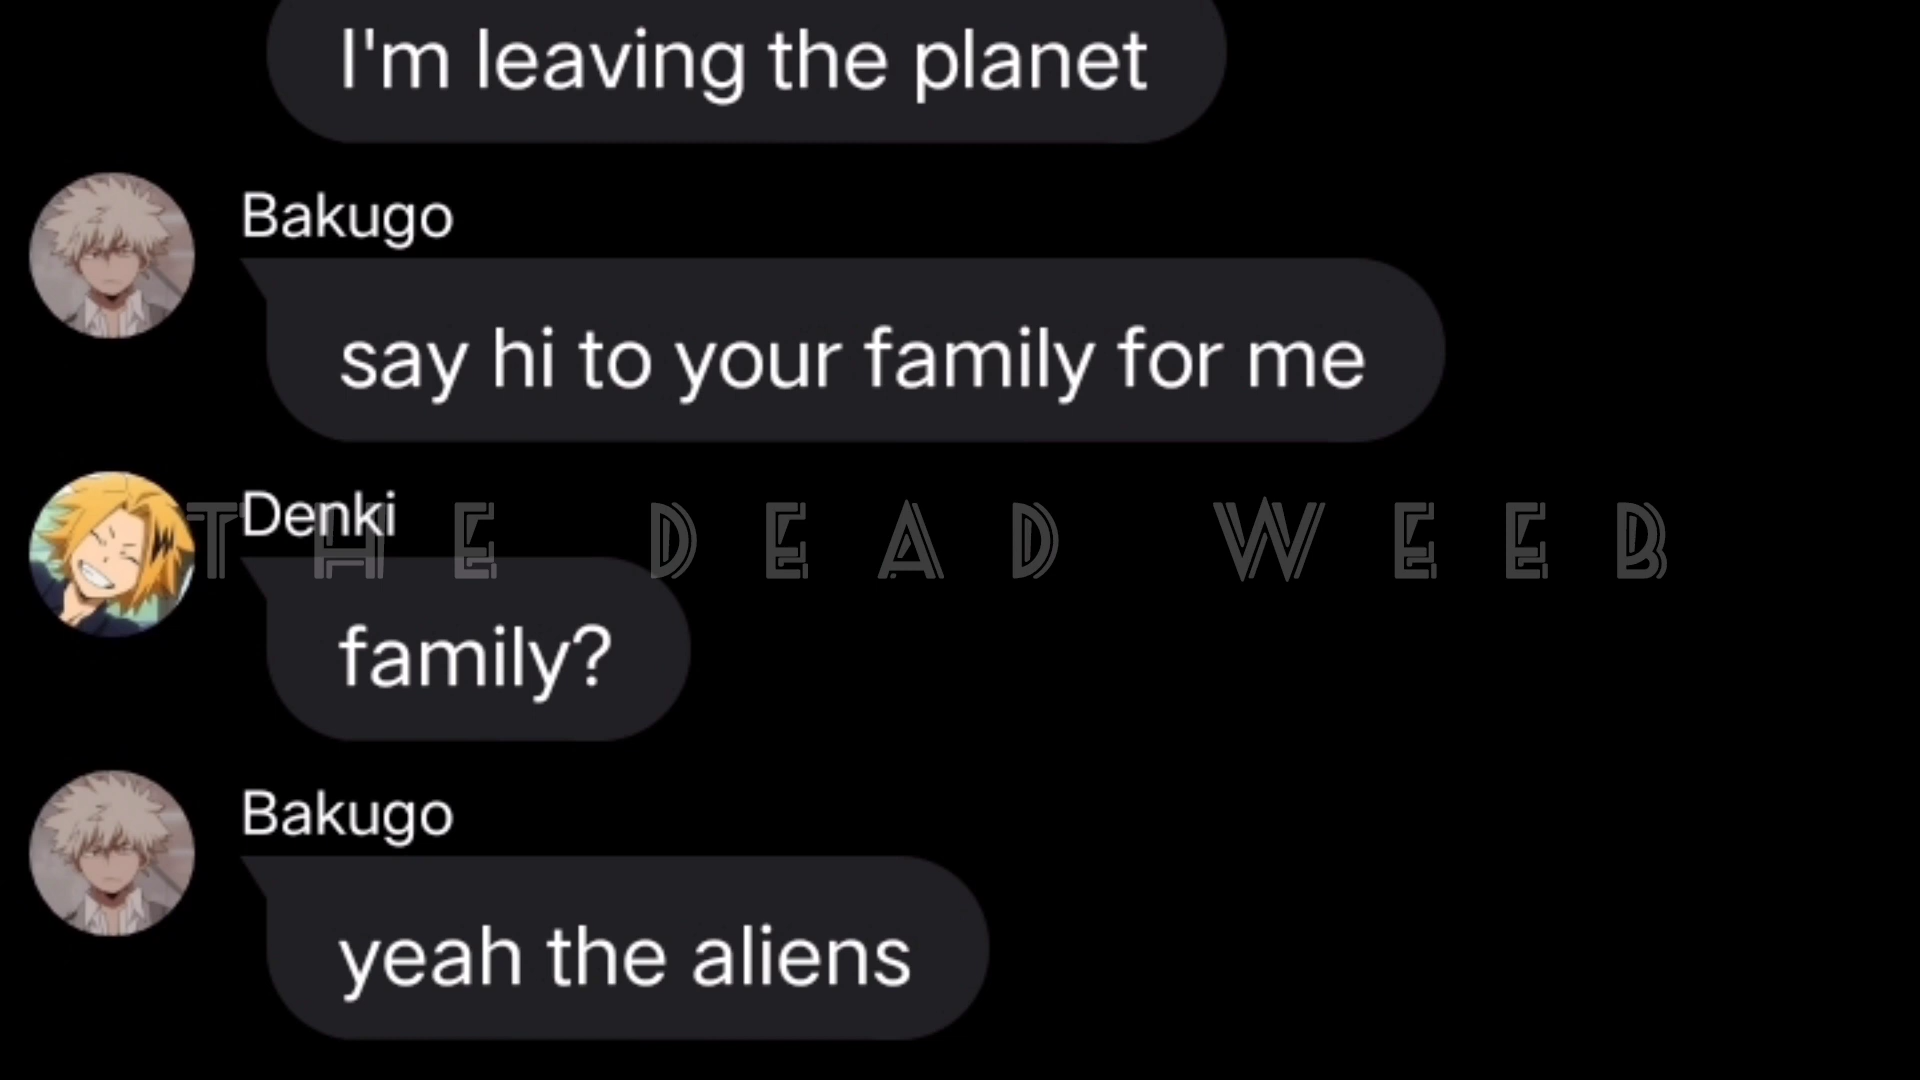 I'm leaving the planet
Bakugo
say hi to your family for me
Denki
THE DEAD WEEB
family?
Bakugo
yeah the aliens